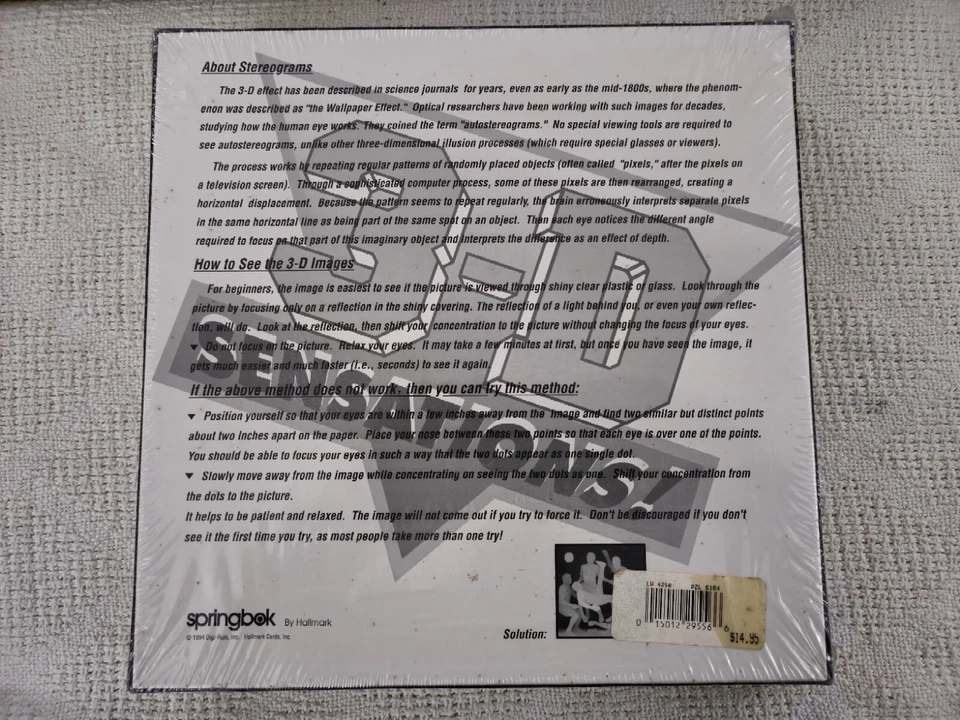 About Stereograms
The 3-D effect has been described in science journals for years, even as early as the mid-1800s, where the phenom-
enon was described as "the Wallpaper Effect." Optical researchers have been working with such images for decades,
studying how the human eye works. They coined the term "autostereograms." No special viewing tools are required to
see autostereograms, unlike other three-dimensional illusion processes (which require special glasses or viewers).
The process works by repeating regular patterns of randomly placed objects (often called "pixels," after the pixels on
a television screen). Through a sophisticated computer process, some of these pixels are then rearranged, creating a
horizontal displacement. Because the pattern seems to repeat regularly, the brain erroneously interprets separate pixels
in the same horizontal line as being part of the same spot on an object. Then each eye notices the different angle
required to focus on that part of this imaginary object and interprets the difference as an effect of depth.
How to See the 3-D Images
For beginners, the image is easiest to see if the picture is viewed through shiny clear plastic or glass. Look through the
picture by focusing only on a reflection in the shiny covering. The reflection of a light behind you, or even your own reflec-
tion, will do. Look at the reflection, then shift your concentration to the picture without changing the focus of your eyes.
▼ Do not focus on the picture. Relax your eyes. It may take a few minutes at first, but once you have seen the image, it
gets much easier and much faster (i.e., seconds) to see it again.
If the above method does not work, then you can try this method:
▼ Position yourself so that your eyes are within a few inches away from the image and find two similar but distinct points
about two inches apart on the paper. Place your nose between these two points so that each eye is over one of the points.
You should be able to focus your eyes in such a way that the two dots appear as one single dot.
▼ Slowly move away from the image while concentrating on seeing the two dots as one. Shift your concentration from
the dots to the picture.
It helps to be patient and relaxed. The image will not come out if you try to force it. Don't be discouraged if you don't
see it the first time you try, as most people take more than one try!
3-D
SENSATIONS!
springbok By Hallmark
© 1994 Digi-Rule, Inc. Hallmark Cards, Inc.
Solution:
LU 4256 PZL 6104
0 15012 29556 6
$14.95